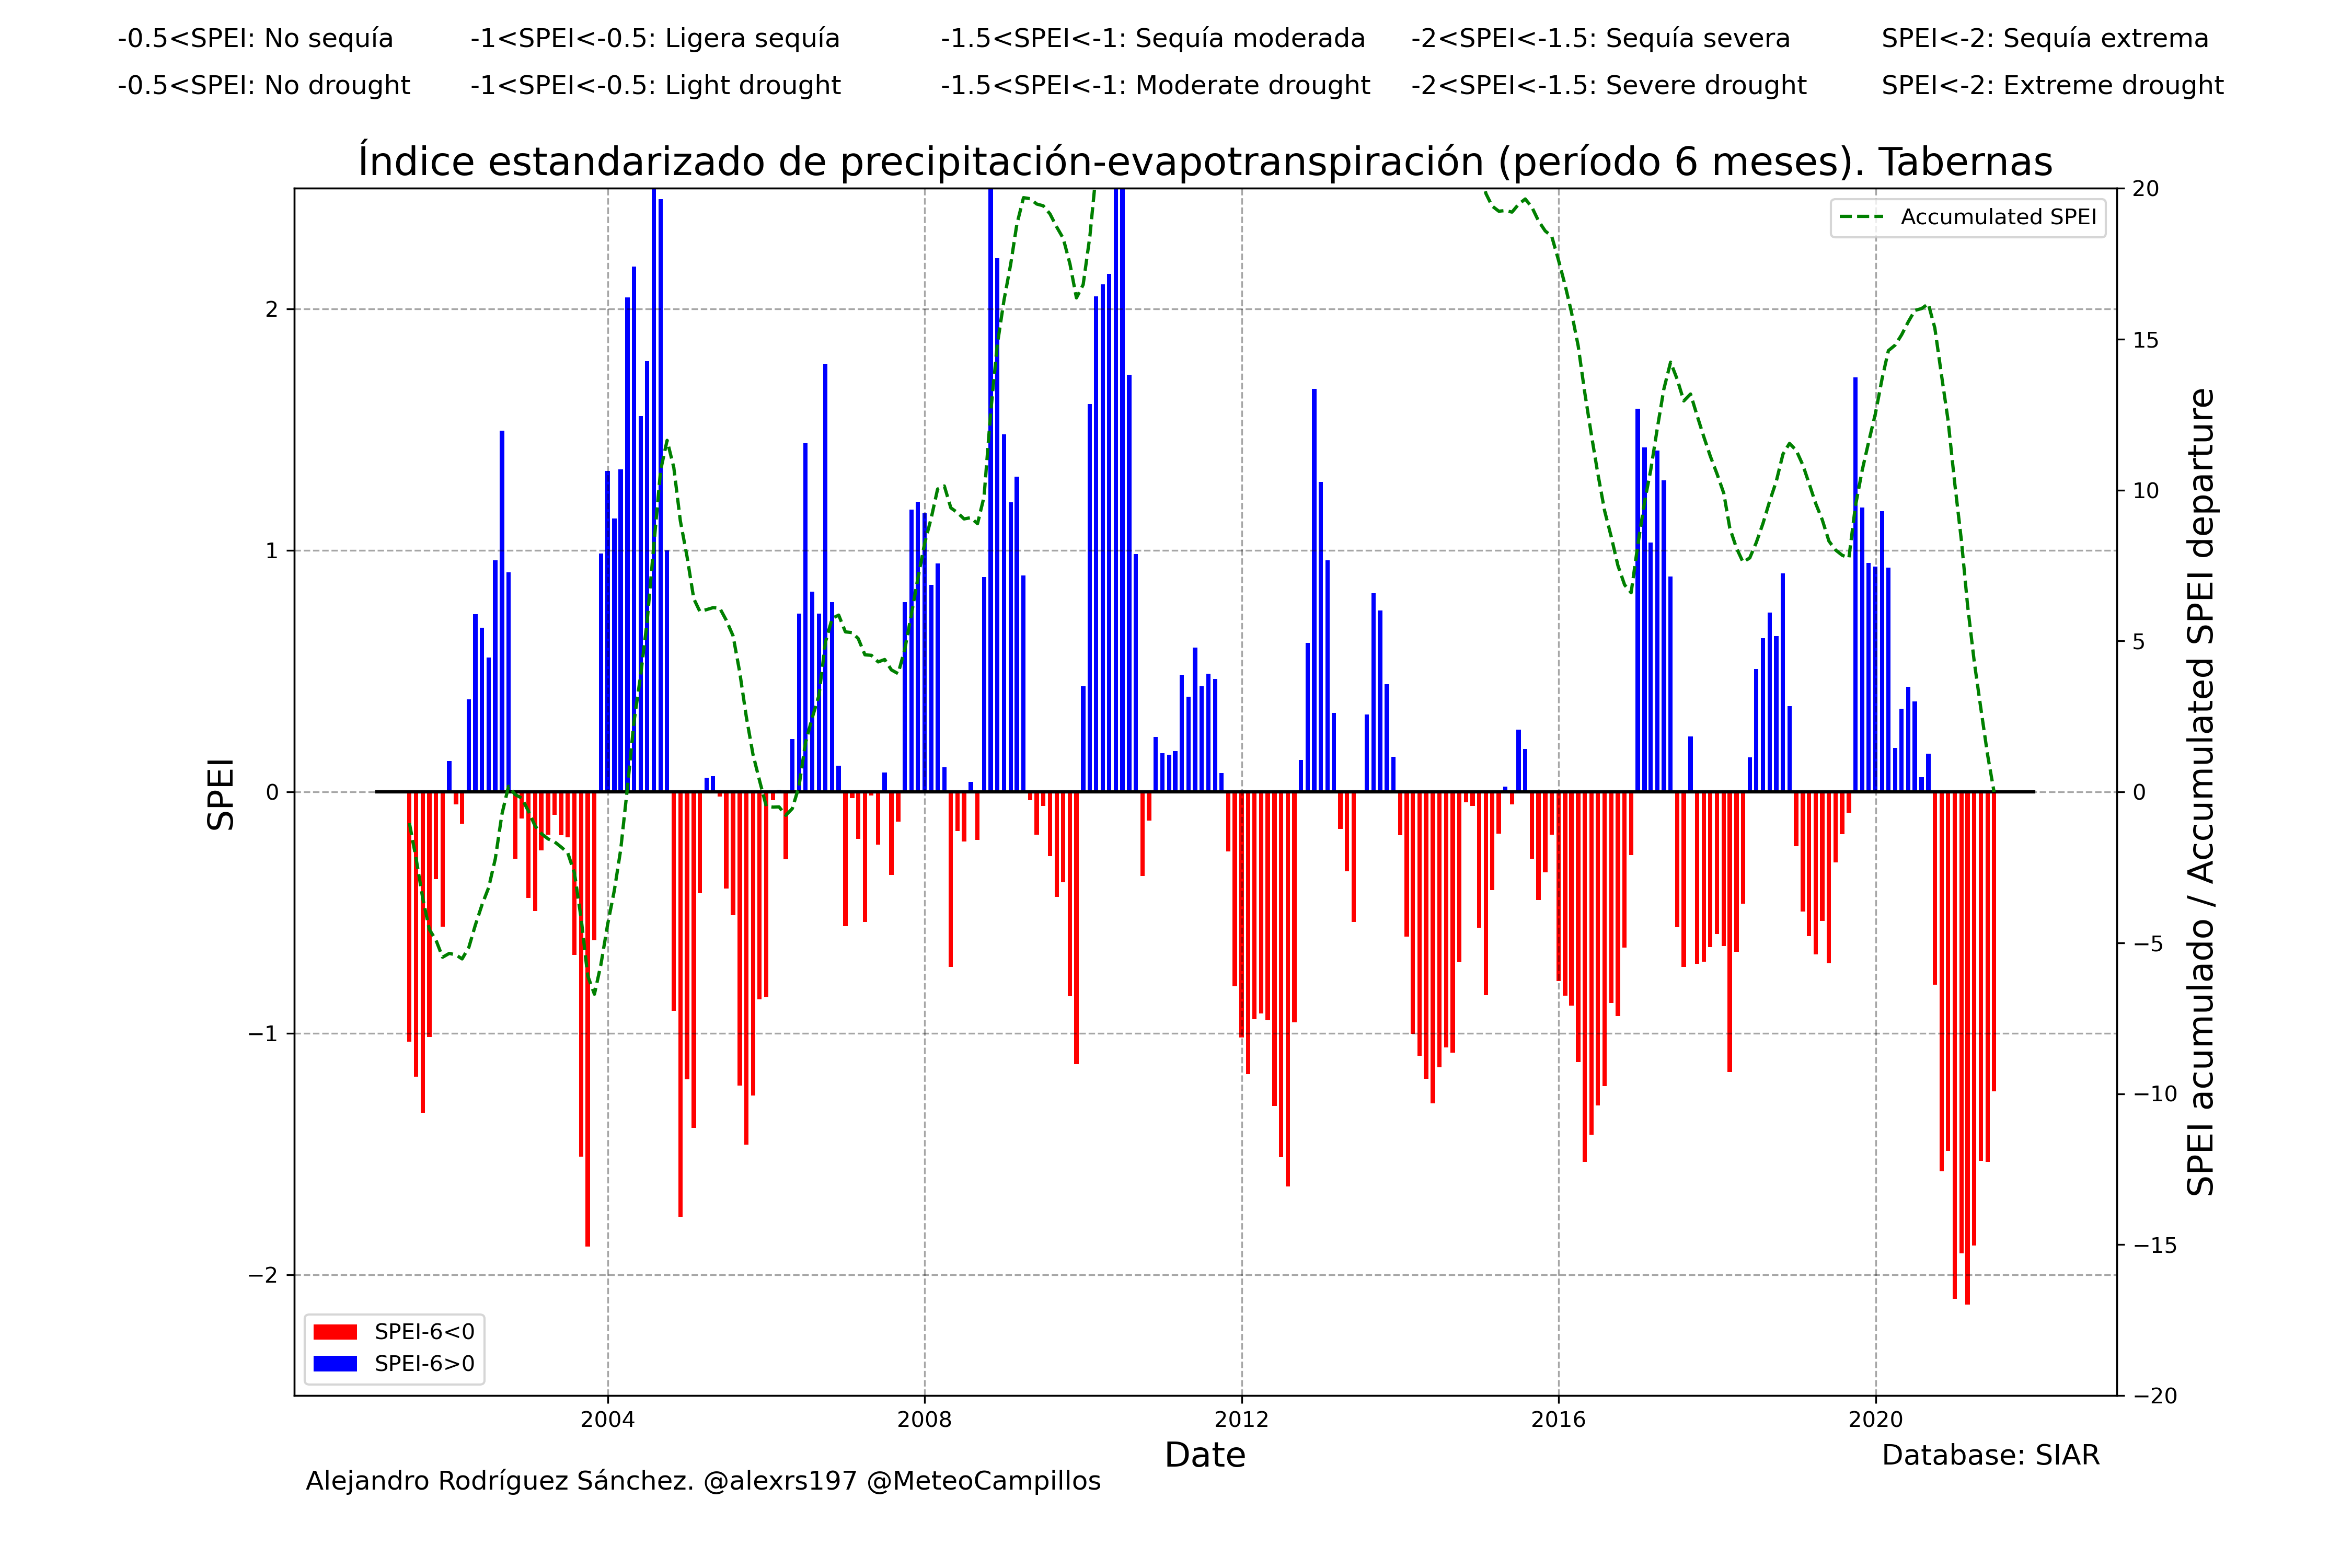 -0.5<SPEI: No sequía -1<SPEI<-0.5: Ligera sequía -1.5<SPEI<-1: Sequía moderada -2<SPEI<-1.5: Sequía severa SPEI<-2: Sequía extrema
-0.5<SPEI: No drought -1<SPEI<-0.5: Light drought -1.5<SPEI<-1: Moderate drought -2<SPEI<-1.5: Severe drought SPEI<-2: Extreme drought
Índice estandarizado de precipitación-evapotranspiración (período 6 meses). Tabernas
Accumulated SPEI
SPEI
2
1
0
−1
−2
20
15
10
5
0
−5
−10
−15
−20
SPEI acumulado / Accumulated SPEI departure
SPEI-6<0
SPEI-6>0
2004 2008 2012 2016 2020
Date
Database: SIAR
Alejandro Rodríguez Sánchez. @alexrs197 @MeteoCampillos